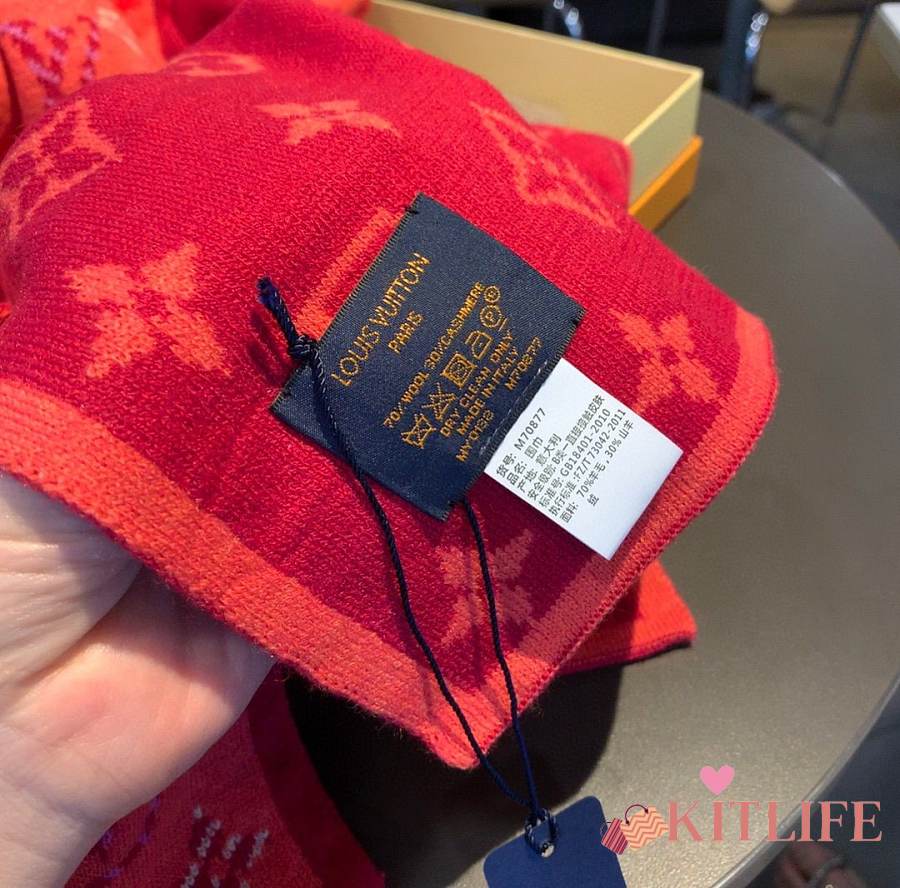 LOUIS VUITTON
PARIS
70% WOOL 30%CASHMERE
P
DRY CLEAN ONLY
MADE IN ITALY
MY0138 M70877
货号: M70877
品名: 围巾
产地: 意大利
安全级别: B类一直接接触皮肤
标准号: GB18401-2010
执行标准: FZ/T73042-2011
面料: 70%羊毛, 30% 山羊
绒
KITLIFE